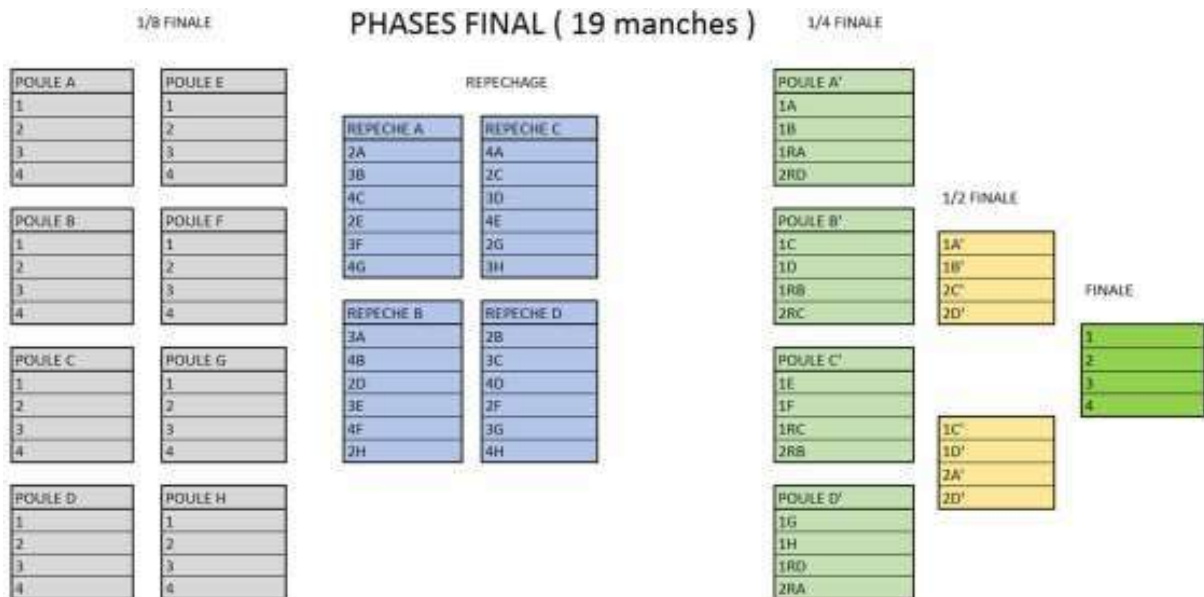 1/8 FINALE
PHASES FINAL ( 19 manches )
1/4 FINALE
POULE A
1
2
3
4
POULE E
1
2
3
4
POULE B
1
2
3
4
POULE F
1
2
3
4
POULE C
1
2
3
4
POULE G
1
2
3
4
POULE D
1
2
3
4
POULE H
1
2
3
4
REPECHAGE
REPECHE A
2A
3B
4C
2E
3F
4G
REPECHE C
4A
2C
3D
4E
2G
3H
REPECHE B
3A
4B
2D
3E
4F
2H
REPECHE D
2B
3C
4D
2F
3G
4H
POULE A'
1A
1B
1RA
2RD
POULE B'
1C
1D
1RB
2RC
POULE C'
1E
1F
1RC
2RB
POULE D'
1G
1H
1RD
2RA
1/2 FINALE
1A'
1B'
2C'
2D'
1C'
1D'
2A'
2D'
FINALE
1
2
3
4